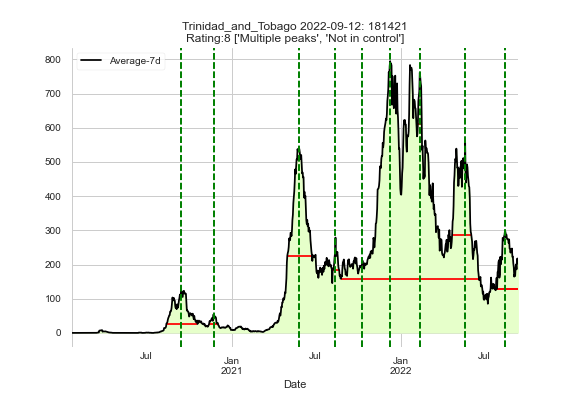 Trinidad_and_Tobago 2022-09-12: 181421
Rating:8 ['Multiple peaks', 'Not in control']
Average-7d
800
700
600
500
400
300
200
100
0
Jul
Jan
2021
Jul
Jan
2022
Jul
Date